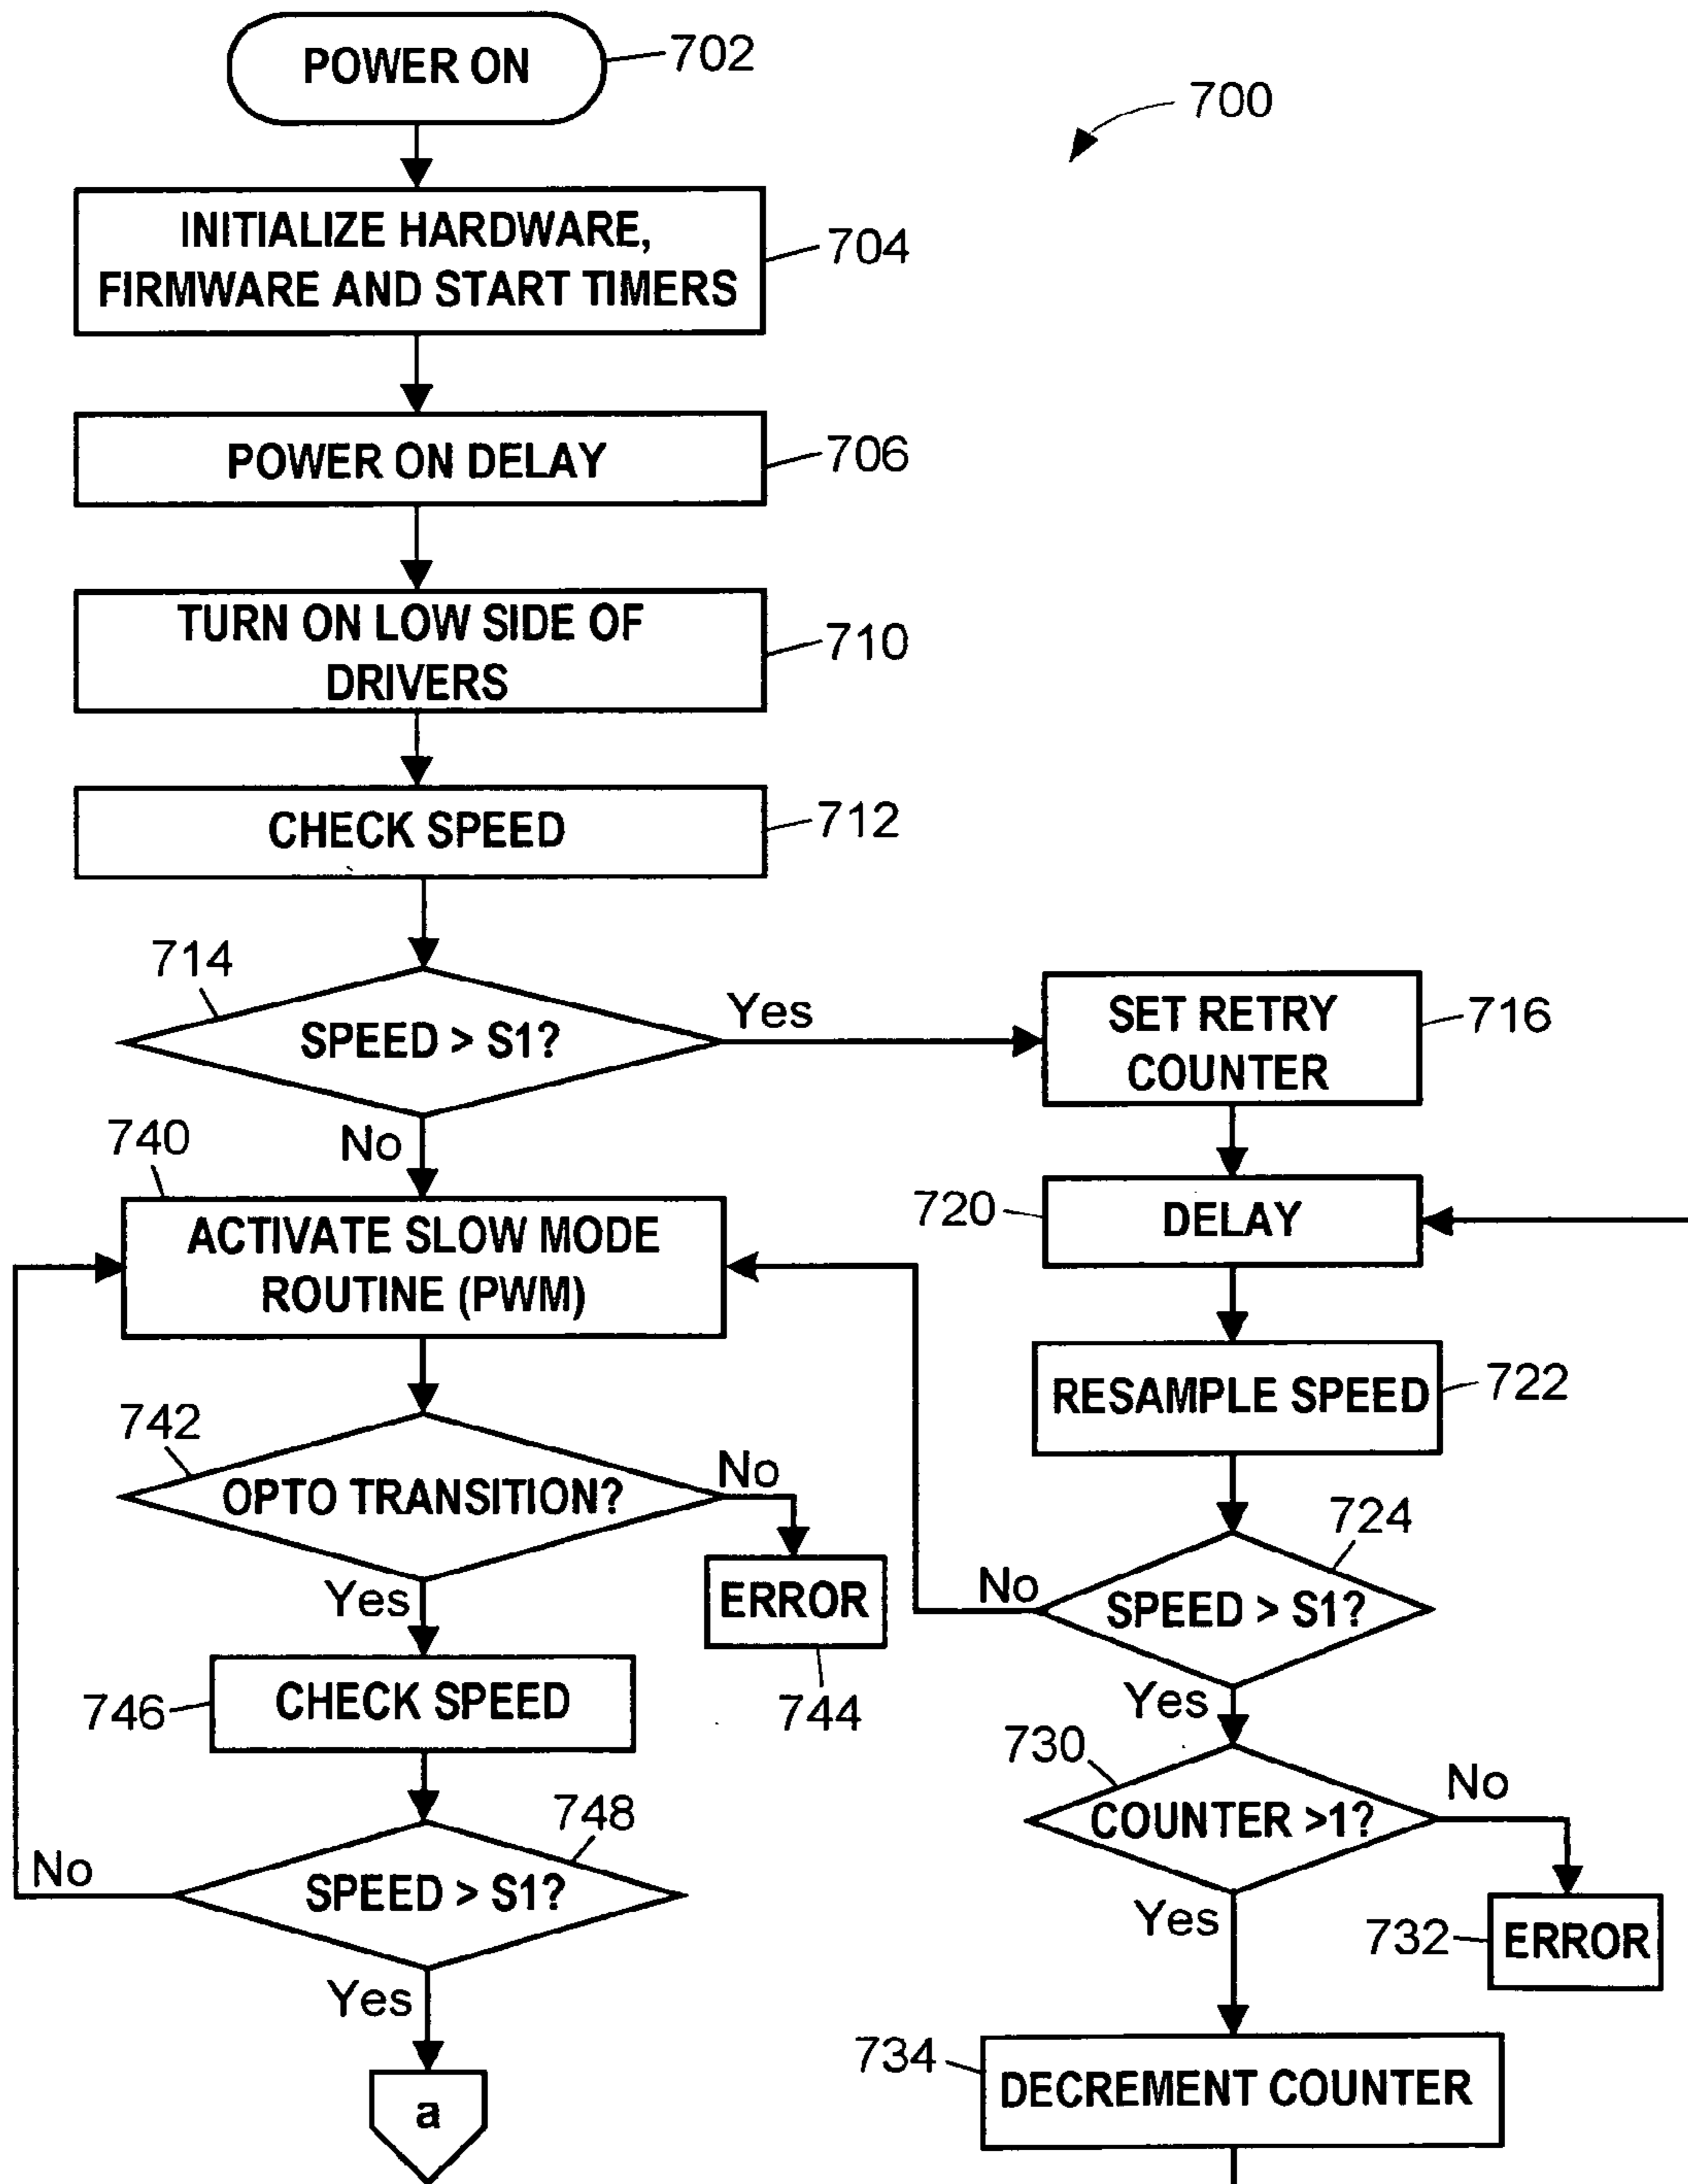 POWER ON
702
700
INITIALIZE HARDWARE,
FIRMWARE AND START TIMERS
704
POWER ON DELAY
706
TURN ON LOW SIDE OF
DRIVERS
710
CHECK SPEED
712
714
SPEED > S1?
Yes
No
SET RETRY
COUNTER
716
740
ACTIVATE SLOW MODE
ROUTINE (PWM)
720
DELAY
RESAMPLE SPEED
722
742
OPTO TRANSITION?
No
Yes
ERROR
744
724
SPEED > S1?
No
Yes
746
CHECK SPEED
730
COUNTER >1?
No
Yes
748
SPEED > S1?
No
Yes
732
ERROR
734
DECREMENT COUNTER
a